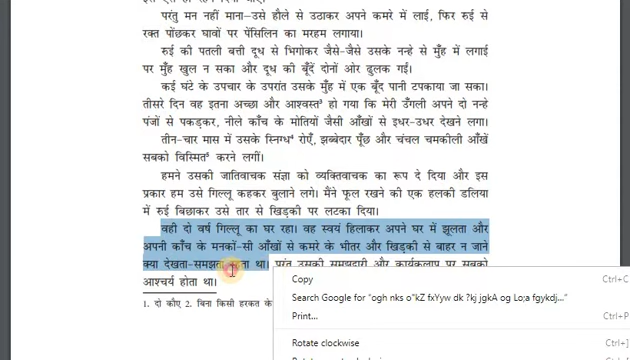 परंतु मन नहीं माना–उसे हौले से उठाकर अपने कमरे में लाई, फिर रुई से
रक्त पोंछकर घावों पर पेंसिलिन का मरहम लगाया।
रुई की पतली बत्ती दूध से भिगोकर जैसे-जैसे उसके नन्हे से मुँह में लगाई
पर मुँह खुल न सका और दूध की बूँदें दोनों ओर ढुलक गईं।
कई घंटे के उपचार के उपरांत उसके मुँह में एक बूँद पानी टपकाया जा सका।
तीसरे दिन वह इतना अच्छा और आश्वस्त³ हो गया कि मेरी उँगली अपने दो नन्हे
पंजों से पकड़कर, नीले काँच के मोतियों जैसी आँखों से इधर-उधर देखने लगा।
तीन-चार मास में उसके स्निग्ध⁴ रोएँ, झब्बेदार पूँछ और चंचल चमकीली आँखें
सबको विस्मित⁵ करने लगीं।
हमने उसकी जातिवाचक संज्ञा को व्यक्तिवाचक का रूप दे दिया और इस
प्रकार हम उसे गिल्लू कहकर बुलाने लगे। मैंने फूल रखने की एक हलकी डलिया
में रुई बिछाकर उसे तार से खिड़की पर लटका दिया।
वही दो वर्ष गिल्लू का घर रहा। वह स्वयं हिलाकर अपने घर में झूलता और
अपनी काँच के मनकों-सी आँखों से कमरे के भीतर और खिड़की से बाहर न जाने
क्या देखता-समझता रहता था। परंतु उसकी समझदारी और कार्यकलाप पर सबको
आश्चर्य होता था।
Copy Ctrl+C
Search Google for "ogh nks o"kZ fxYyw dk ?kj jgkA og Lo;a fgykdj..."
1. दो कौए 2. बिना किसी हरकत के
Print... Ctrl+P
Rotate clockwise Ctrl+]